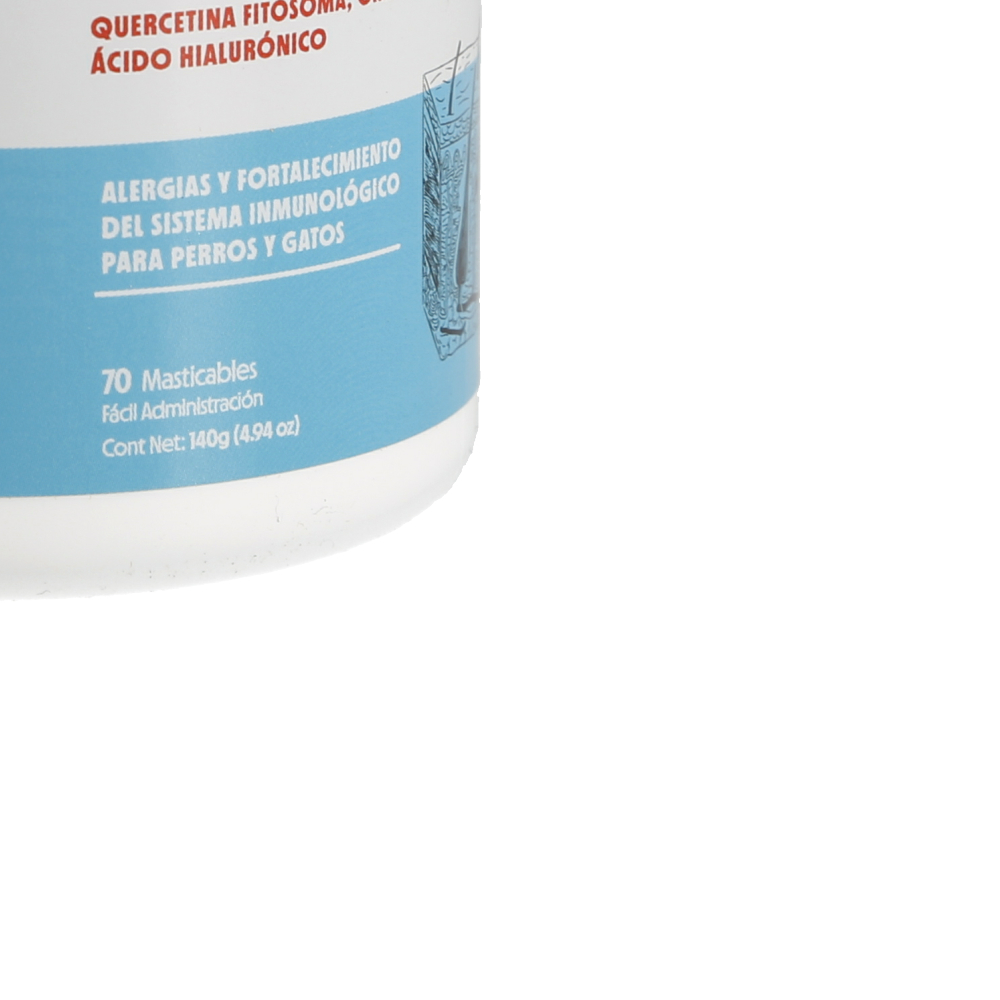 QUERCETINA FITOSOMA,
ÁCIDO HIALURÓNICO
ALERGIAS Y FORTALECIMIENTO
DEL SISTEMA INMUNOLÓGICO
PARA PERROS Y GATOS
70 Masticables
Fácil Administración
Cont Net: 140g (4.94 oz)